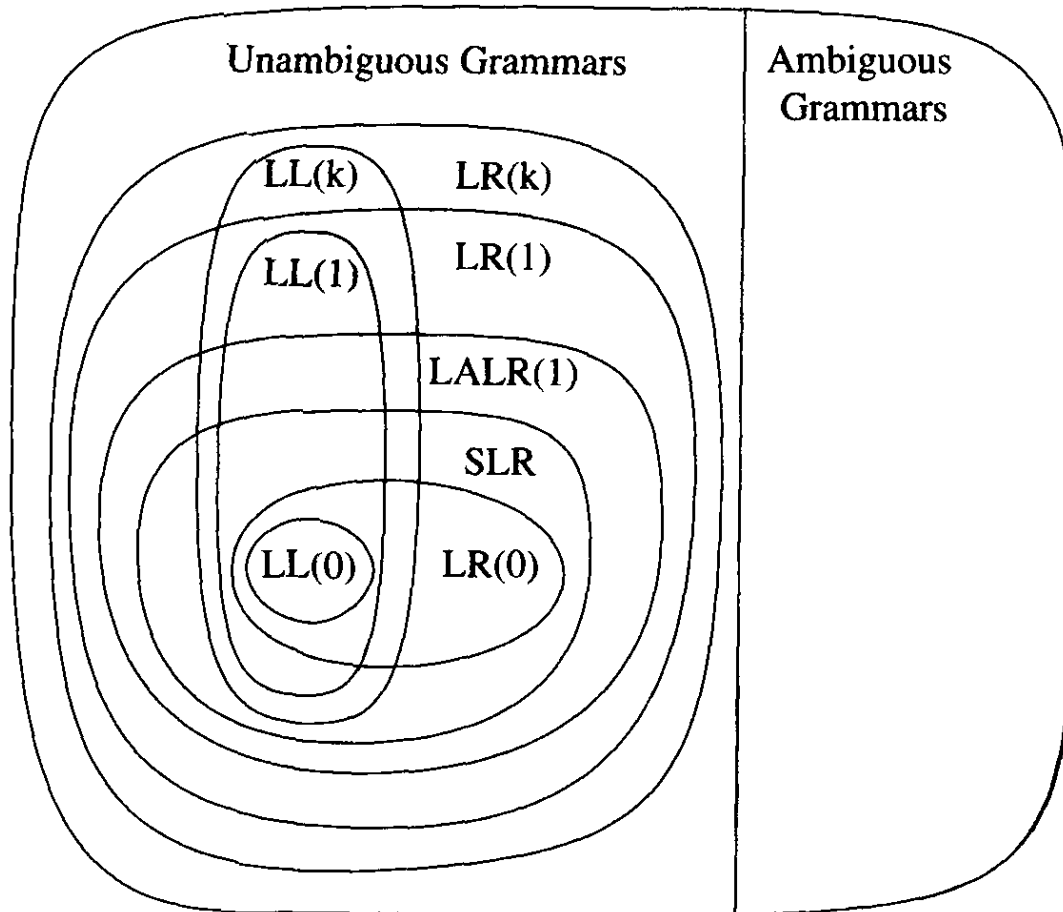 Unambiguous Grammars
Ambiguous
Grammars
LL(k)
LR(k)
LL(1)
LR(1)
LALR(1)
SLR
LL(0)
LR(0)